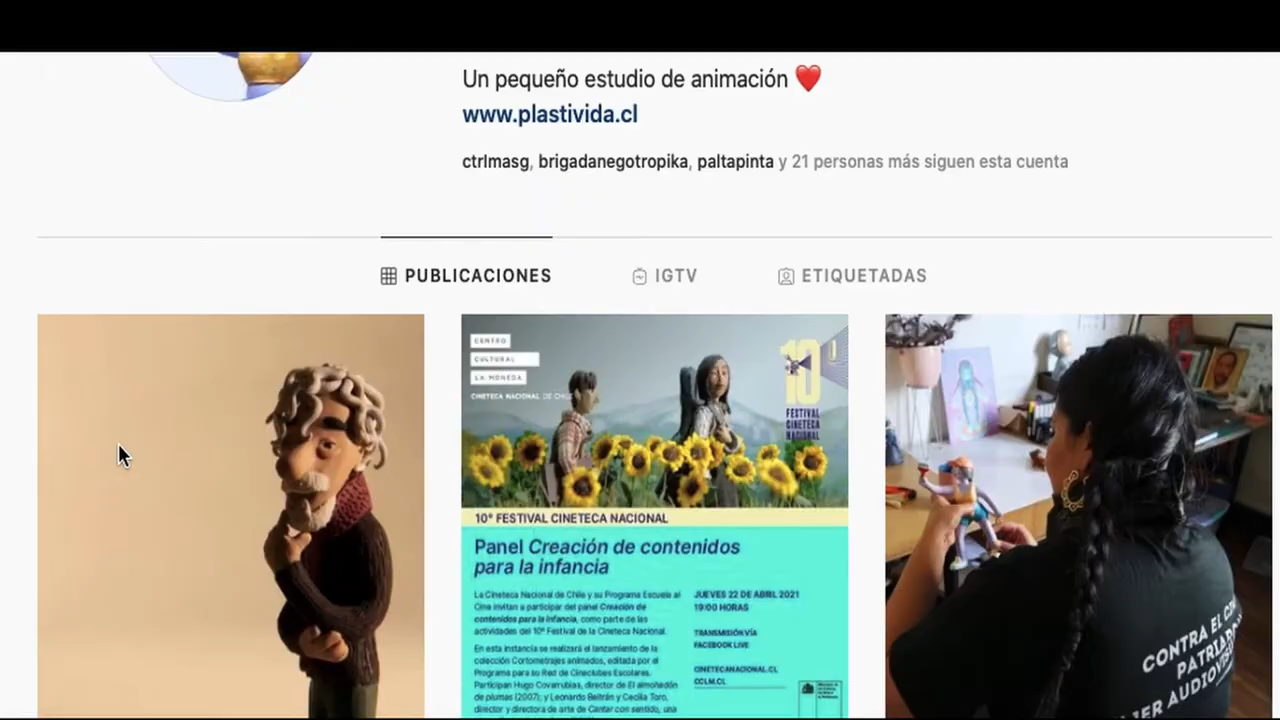 Un pequeño estudio de animación ❤️
www.plastivida.cl
ctrlmasg, brigadanegotropika, paltapinta y 21 personas más siguen esta cuenta
PUBLICACIONES
IGTV
ETIQUETADAS
CENTRO
CULTURAL
LA MONEDA
CINETECA NACIONAL DE CHILE
10
FESTIVAL
CINETECA
NACIONAL
10º FESTIVAL CINETECA NACIONAL
Panel Creación de contenidos
para la infancia
La Cineteca Nacional de Chile y su Programa Escuela al
Cine invitan a participar del panel Creación de
contenidos para la infancia, como parte de las
actividades del 10º Festival de la Cineteca Nacional.
En esta instancia se realizará el lanzamiento de la
colección Cortometrajes animados, editada por el
Programa para su Red de Cineclubes Escolares.
Participan Hugo Covarrubias, director de El almohadón
de plumas (2007); y Leonardo Beltrán y Cecilia Toro,
director y directora de arte de Cantar con sentido, una
JUEVES 22 DE ABRIL 2021
19:00 HORAS
TRANSMISIÓN VÍA
FACEBOOK LIVE
CINETECANACIONAL.CL
CCLM.CL
CONTRA EL